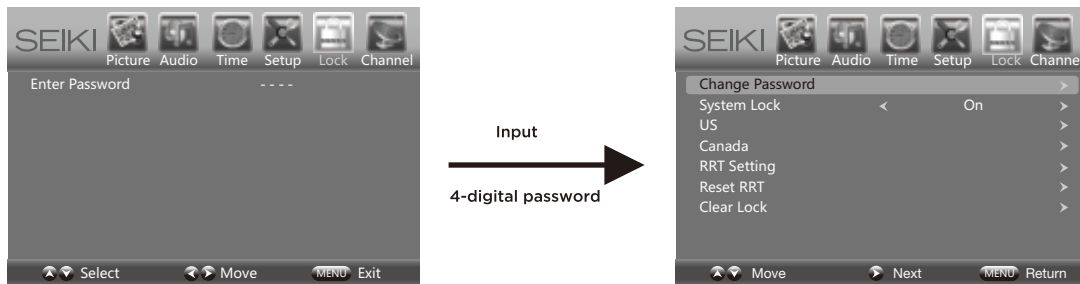 SEIKI
Picture Audio Time Setup Lock Channel
Enter Password - - - -
Select Move MENU Exit
Input
4-digital password
SEIKI
Picture Audio Time Setup Lock Channe
Change Password
System Lock On
US
Canada
RRT Setting
Reset RRT
Clear Lock
Move Next MENU Return